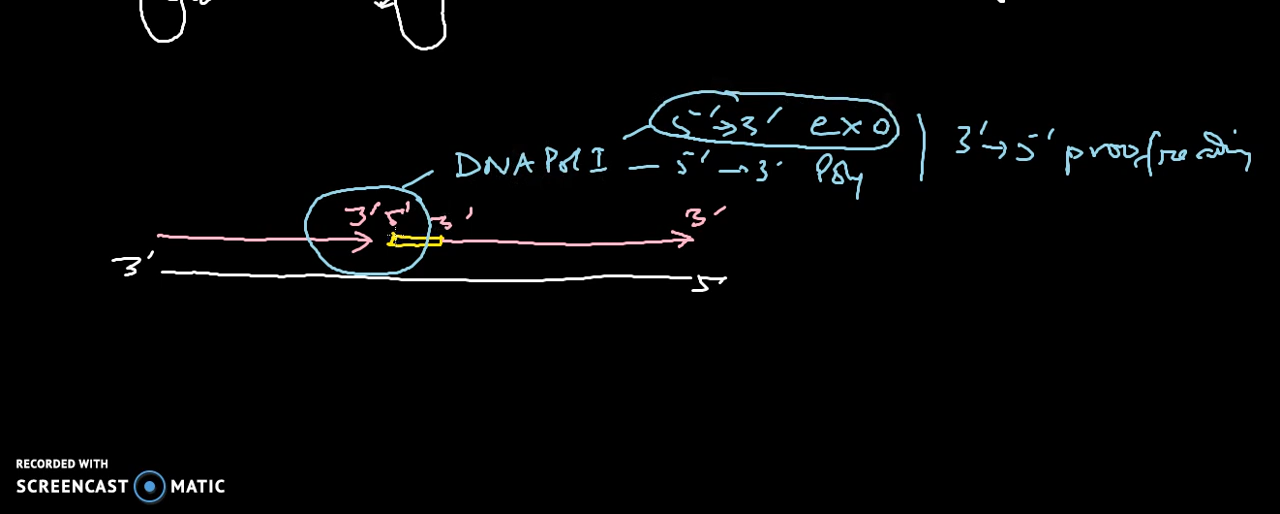 5'→3' exo | 3'→5' proofreading
DNA Pol I — 5'→3' Poly
3' 5' 3' 3'
3' 5'
RECORDED WITH
SCREENCAST MATIC